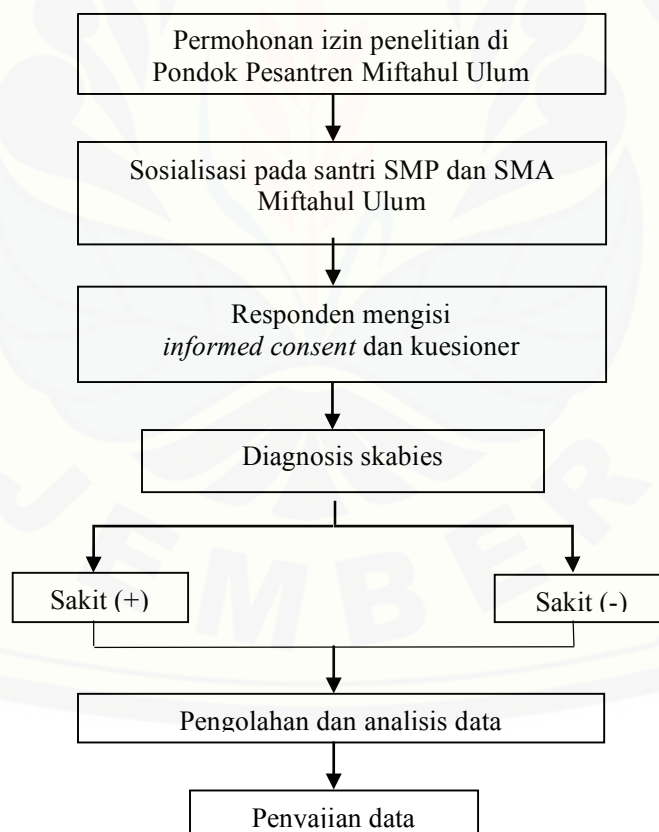 Permohonan izin penelitian di
Pondok Pesantren Miftahul Ulum
Sosialisasi pada santri SMP dan SMA
Miftahul Ulum
Responden mengisi
informed consent dan kuesioner
Diagnosis skabies
Sakit (+)
Sakit (-)
Pengolahan dan analisis data
Penyajian data
JEMBER